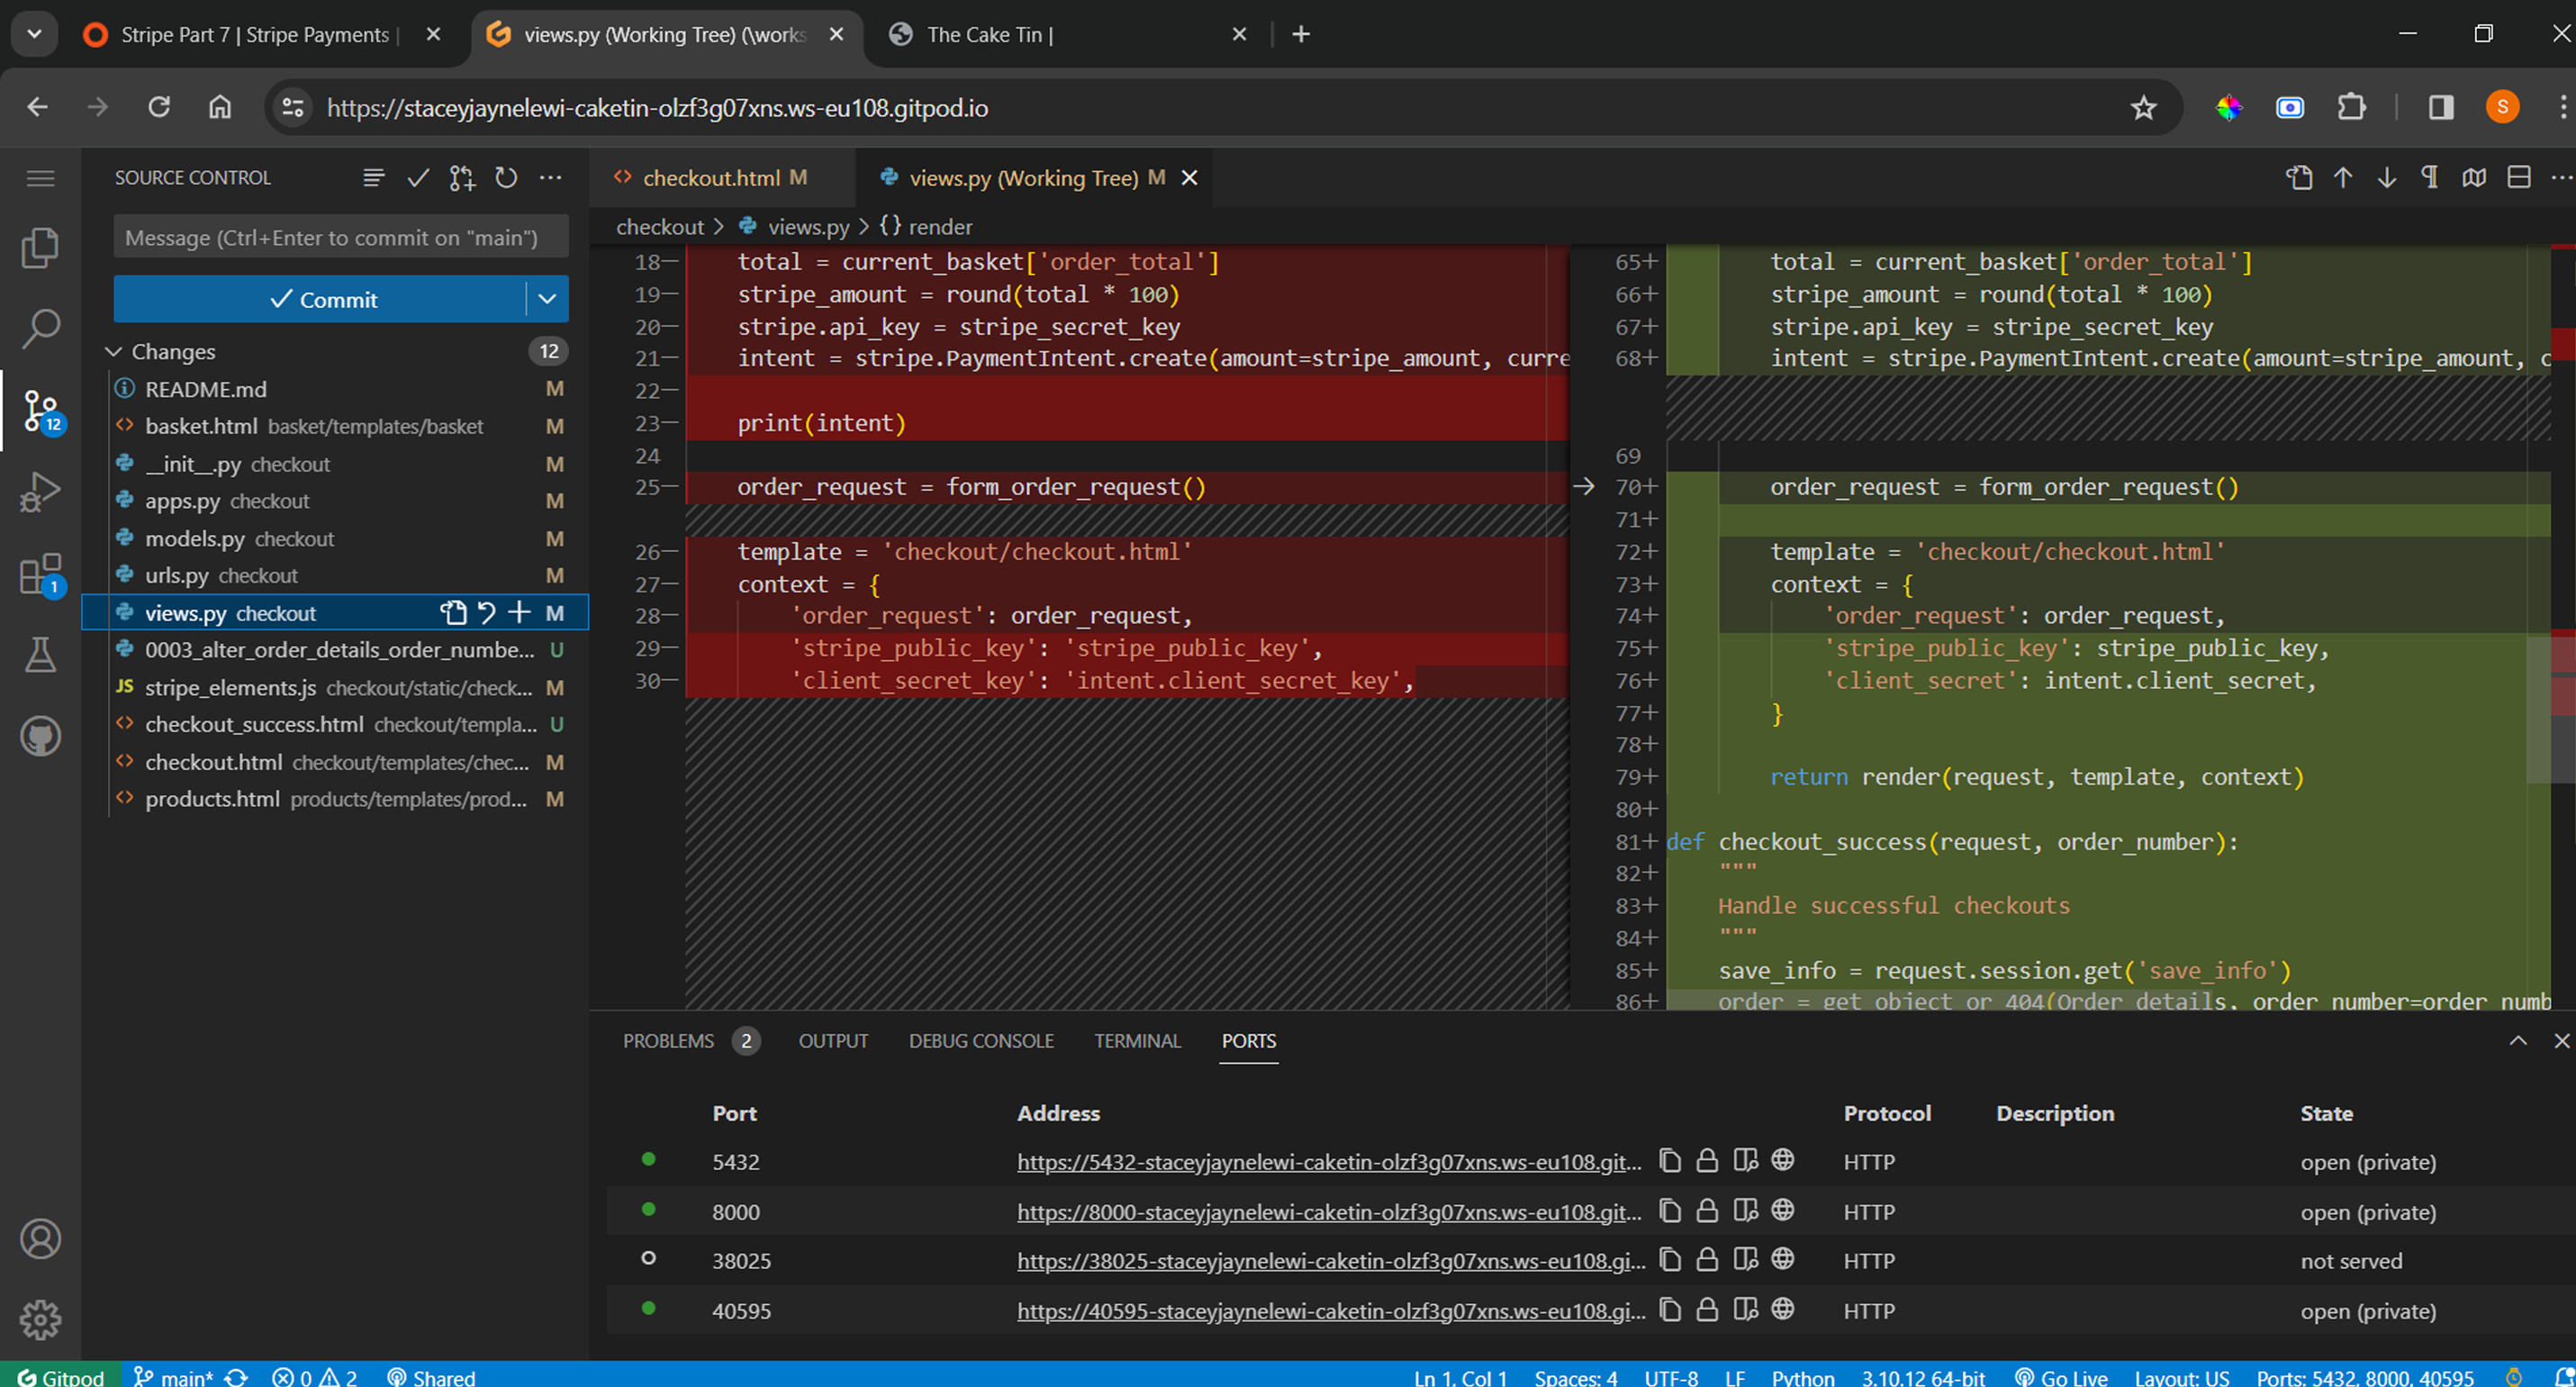 Stripe Part 7 | Stripe Payments |
views.py (Working Tree) (\works
The Cake Tin |
https://staceyjaynelewi-caketin-olzf3g07xns.ws-eu108.gitpod.io
S
SOURCE CONTROL
Message (Ctrl+Enter to commit on "main")
Commit
Changes 12
README.md M
basket.html basket/templates/basket M
__init__.py checkout M
apps.py checkout M
models.py checkout M
urls.py checkout M
views.py checkout M
0003_alter_order_details_order_numbe... U
JS stripe_elements.js checkout/static/check... M
checkout_success.html checkout/templa... U
checkout.html checkout/templates/chec... M
products.html products/templates/prod... M
12
1
checkout.html M
views.py (Working Tree) M
checkout > views.py > {} render
18— total = current_basket['order_total']
19— stripe_amount = round(total * 100)
20— stripe.api_key = stripe_secret_key
21— intent = stripe.PaymentIntent.create(amount=stripe_amount, curre
22—
23— print(intent)
24
25— order_request = form_order_request()
26— template = 'checkout/checkout.html'
27— context = {
28— 'order_request': order_request,
29— 'stripe_public_key': 'stripe_public_key',
30— 'client_secret_key': 'intent.client_secret_key',
65+ total = current_basket['order_total']
66+ stripe_amount = round(total * 100)
67+ stripe.api_key = stripe_secret_key
68+ intent = stripe.PaymentIntent.create(amount=stripe_amount, c
69
70+ order_request = form_order_request()
71+
72+ template = 'checkout/checkout.html'
73+ context = {
74+ 'order_request': order_request,
75+ 'stripe_public_key': stripe_public_key,
76+ 'client_secret': intent.client_secret,
77+ }
78+
79+ return render(request, template, context)
80+
81+ def checkout_success(request, order_number):
82+ """
83+ Handle successful checkouts
84+ """
85+ save_info = request.session.get('save_info')
86+ order = get_object_or_404(Order_details, order_number=order_numb
PROBLEMS 2 OUTPUT DEBUG CONSOLE TERMINAL PORTS
Port Address Protocol Description State
5432 https://5432-staceyjaynelewi-caketin-olzf3g07xns.ws-eu108.git... HTTP open (private)
8000 https://8000-staceyjaynelewi-caketin-olzf3g07xns.ws-eu108.git... HTTP open (private)
38025 https://38025-staceyjaynelewi-caketin-olzf3g07xns.ws-eu108.gi... HTTP not served
40595 https://40595-staceyjaynelewi-caketin-olzf3g07xns.ws-eu108.gi... HTTP open (private)
Gitpod main* 0 2 Shared Ln 1, Col 1 Spaces: 4 UTF-8 LF Python 3.10.12 64-bit Go Live Layout: US Ports: 5432, 8000, 40595